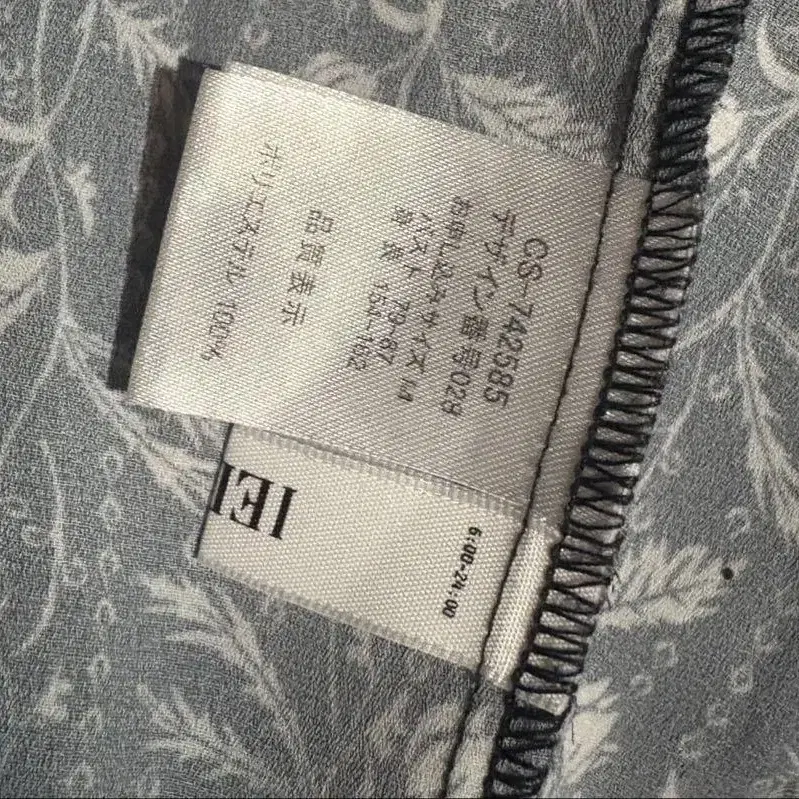 CS-742585
デザイン番号029
お申し込みサイズ M
バスト 79-87
身長 154-162
品質表示
ポリエステル 100%
IEI
6:00-24:00